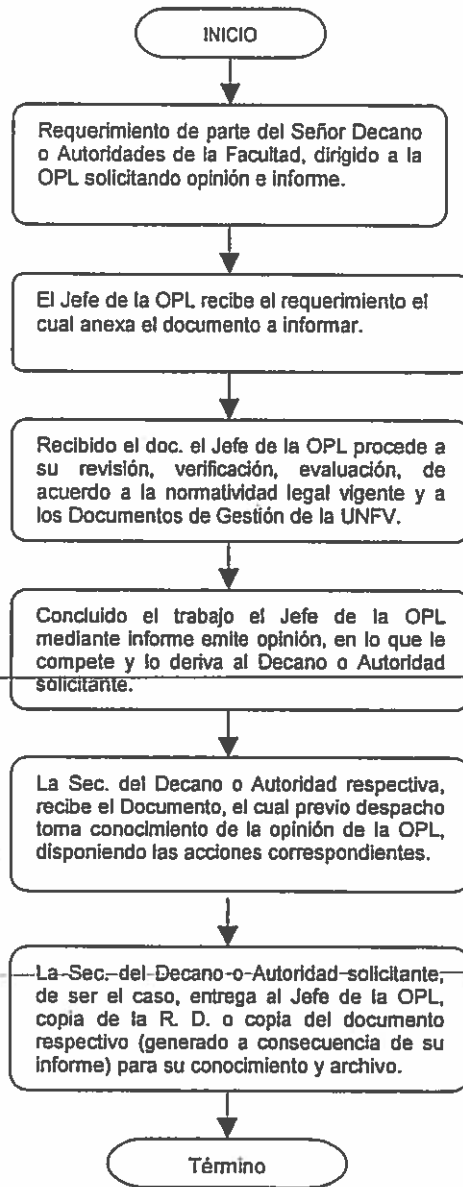 INICIO
Requerimiento de parte del Señor Decano
o Autoridades de la Facultad, dirigido a la
OPL solicitando opinión e informe.
El Jefe de la OPL recibe el requerimiento el
cual anexa el documento a informar.
Recibido el doc. el Jefe de la OPL procede a
su revisión, verificación, evaluación, de
acuerdo a la normatividad legal vigente y a
los Documentos de Gestión de la UNFV.
Concluido el trabajo el Jefe de la OPL
mediante informe emite opinión, en lo que le
compete y lo deriva al Decano o Autoridad
solicitante.
La Sec. del Decano o Autoridad respectiva,
recibe el Documento, el cual previo despacho
toma conocimiento de la opinión de la OPL,
disponiendo las acciones correspondientes.
La Sec. del Decano o Autoridad solicitante,
de ser el caso, entrega al Jefe de la OPL,
copia de la R. D. o copia del documento
respectivo (generado a consecuencia de su
informe) para su conocimiento y archivo.
Término